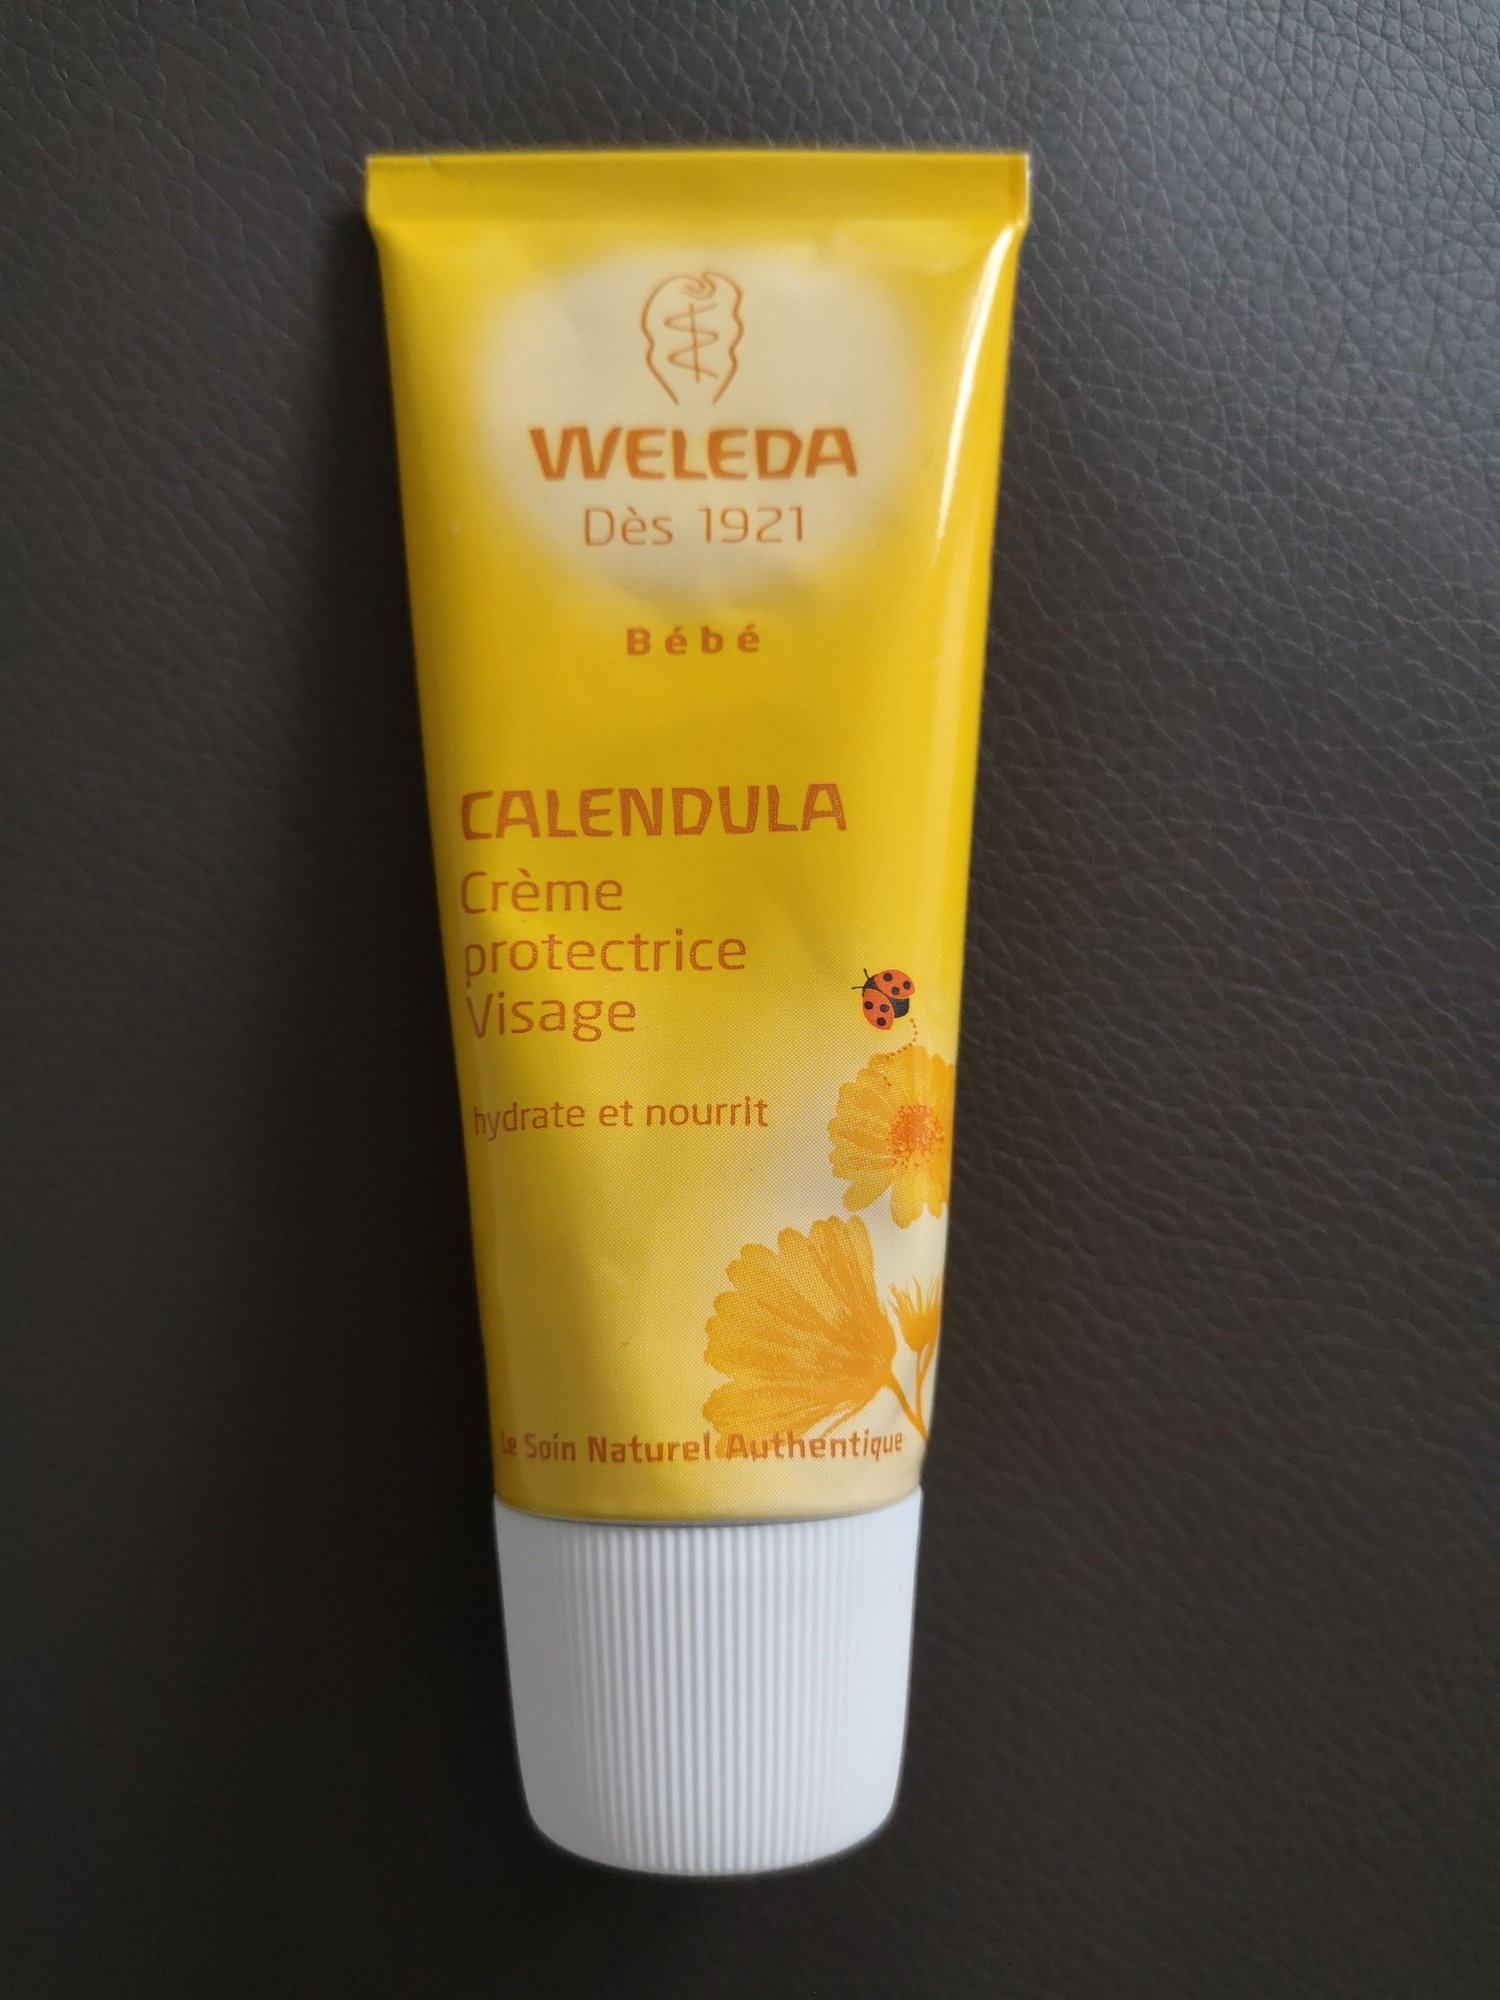 WELEDA
Dès 1921
Bébé
CALENDULA
Crème
protectrice
Visage
hydrate et nourrit
Le Soin Naturel Authentique